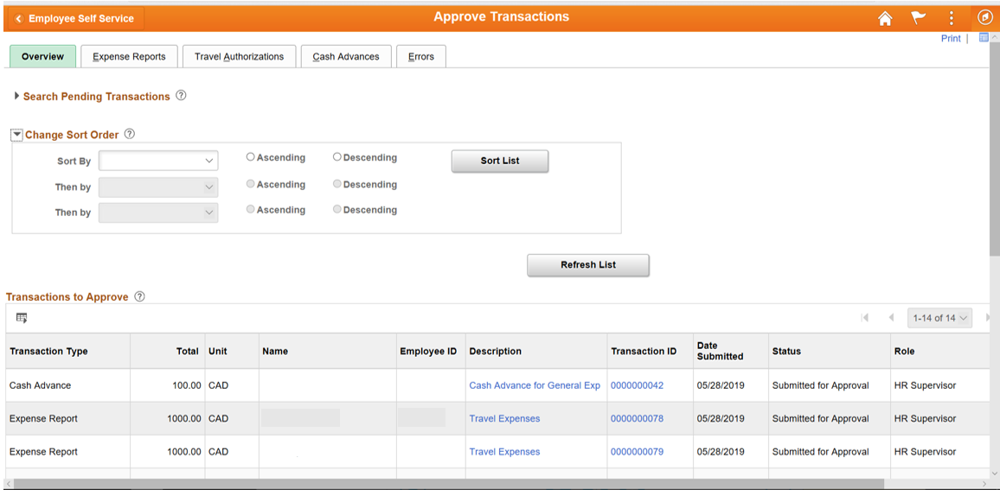 Employee Self Service
Approve Transactions
Print |
Overview
Expense Reports
Travel Authorizations
Cash Advances
Errors
Search Pending Transactions ?
Change Sort Order ?
Sort By Ascending Descending Sort List
Then by Ascending Descending
Then by Ascending Descending
Refresh List
Transactions to Approve ?
1-14 of 14
Transaction Type Total Unit Name Employee ID Description Transaction ID Date Submitted Status Role
Cash Advance 100.00 CAD Cash Advance for General Exp 0000000042 05/28/2019 Submitted for Approval HR Supervisor
Expense Report 1000.00 CAD Travel Expenses 0000000078 05/28/2019 Submitted for Approval HR Supervisor
Expense Report 1000.00 CAD Travel Expenses 0000000079 05/28/2019 Submitted for Approval HR Supervisor